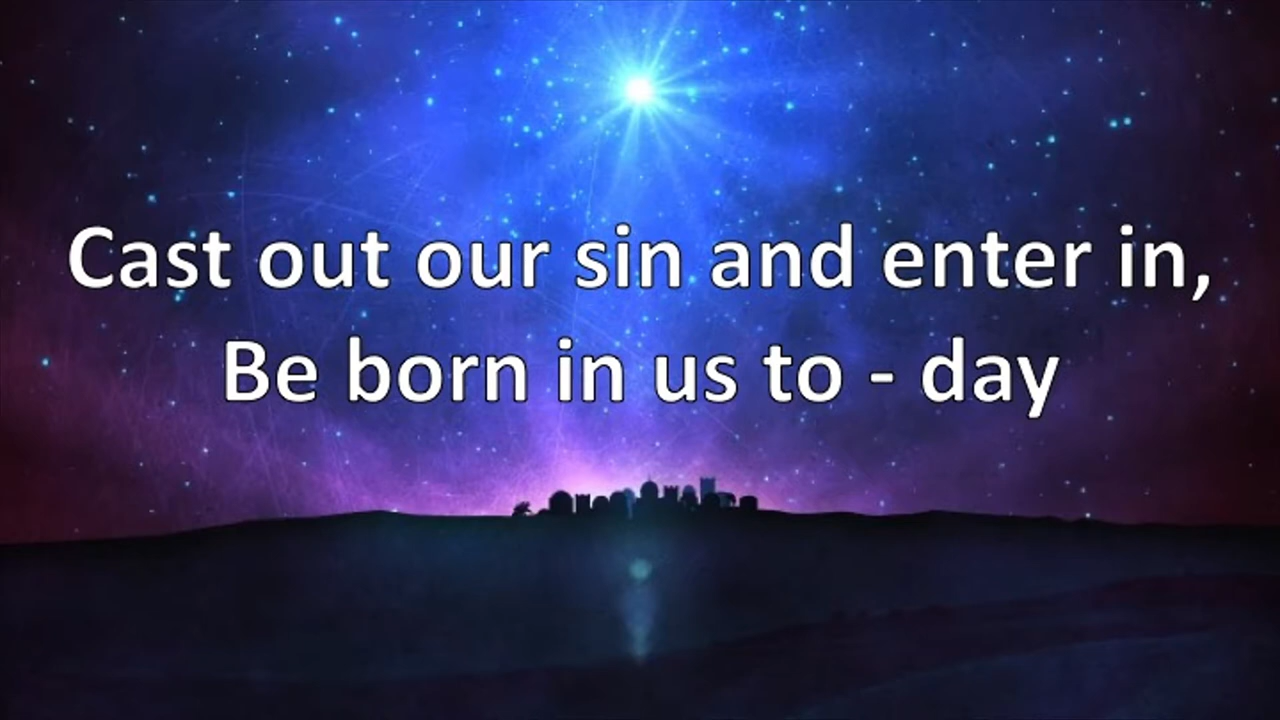 Cast out our sin and enter in,
Be born in us to - day